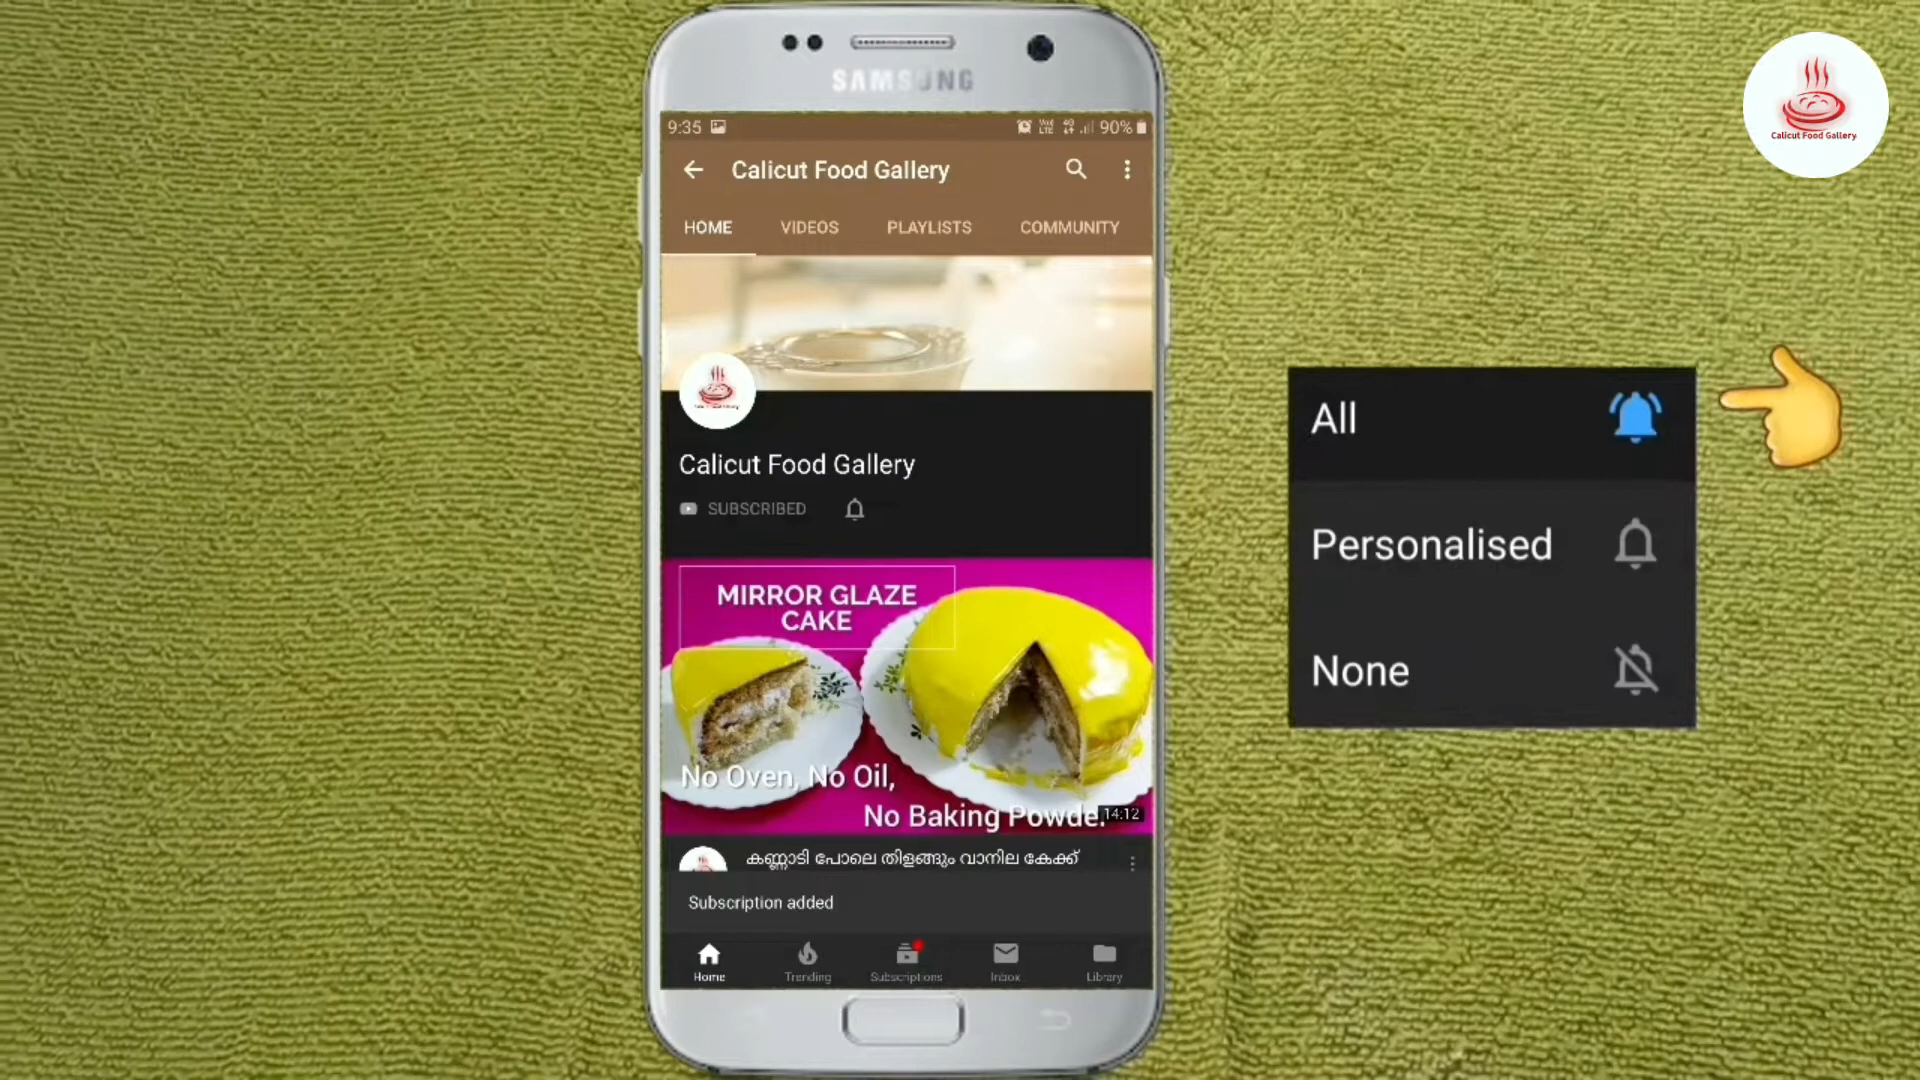 SAMSUNG
9:35
90%
Calicut Food Gallery
HOME VIDEOS PLAYLISTS COMMUNITY
Calicut Food Gallery
SUBSCRIBED
MIRROR GLAZE
CAKE
No Oven, No Oil,
No Baking Powde.
14:12
കണ്ണാടി പോലെ തിളങ്ങും വാനില കേക്ക്
Subscription added
Home Trending Subscriptions Inbox Library
Calicut Food Gallery
All
Personalised
None